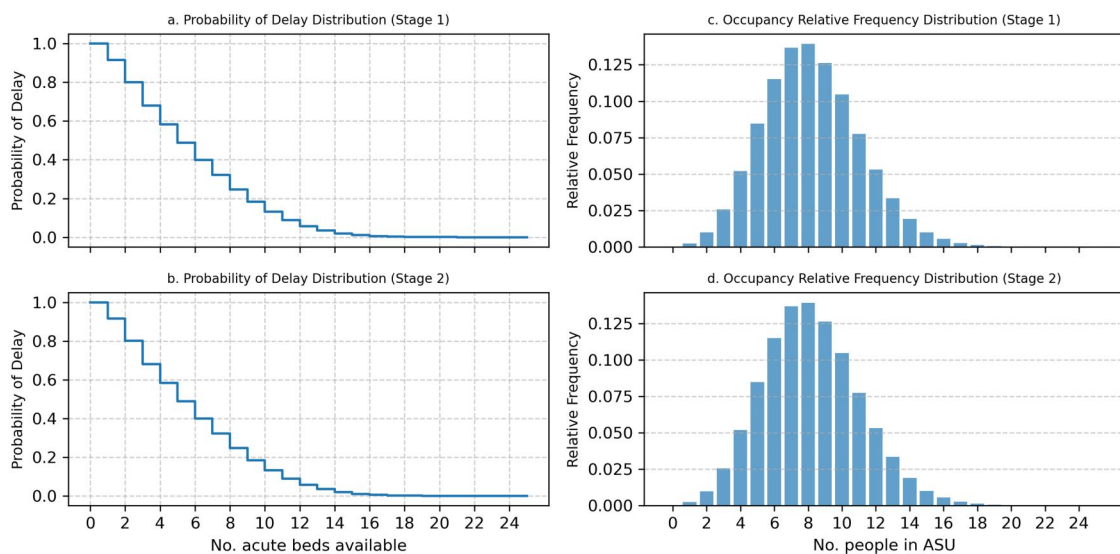 a. Probability of Delay Distribution (Stage 1)
Probability of Delay
1.0
0.8
0.6
0.4
0.2
0.0
c. Occupancy Relative Frequency Distribution (Stage 1)
Relative Frequency
0.125
0.100
0.075
0.050
0.025
0.000
b. Probability of Delay Distribution (Stage 2)
Probability of Delay
1.0
0.8
0.6
0.4
0.2
0.0
0 2 4 6 8 10 12 14 16 18 20 22 24
No. acute beds available
d. Occupancy Relative Frequency Distribution (Stage 2)
Relative Frequency
0.125
0.100
0.075
0.050
0.025
0.000
0 2 4 6 8 10 12 14 16 18 20 22 24
No. people in ASU